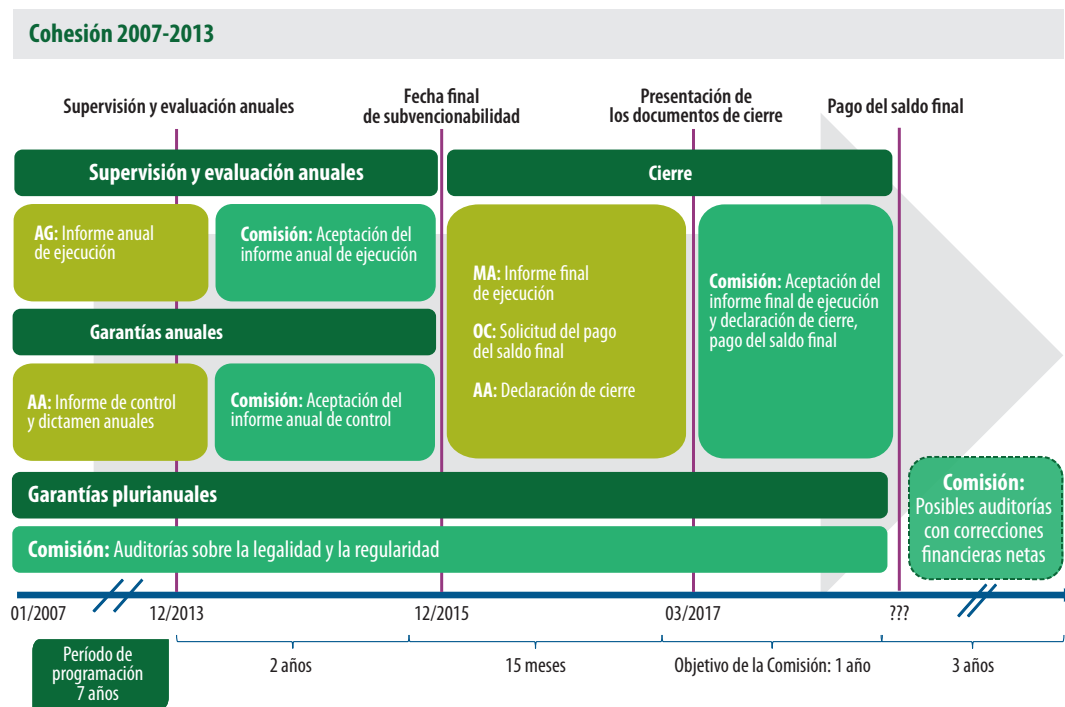 Cohesión 2007-2013
Supervisión y evaluación anuales
Fecha final
de subvencionabilidad
Presentación de
los documentos de cierre
Pago del saldo final
Supervisión y evaluación anuales
Cierre
AG: Informe anual
de ejecución
Comisión: Aceptación del
informe anual de ejecución
MA: Informe final
de ejecución
OC: Solicitud del pago
del saldo final
AA: Declaración de cierre
Comisión: Aceptación del
informe final de ejecución
y declaración de cierre,
pago del saldo final
Garantías anuales
AA: Informe de control
y dictamen anuales
Comisión: Aceptación del
informe anual de control
Garantías plurianuales
Comisión: Auditorías sobre la legalidad y la regularidad
Comisión:
Posibles auditorías
con correcciones
financieras netas
01/2007
12/2013
12/2015
03/2017
???
Período de
programación
7 años
2 años
15 meses
Objetivo de la Comisión: 1 año
3 años